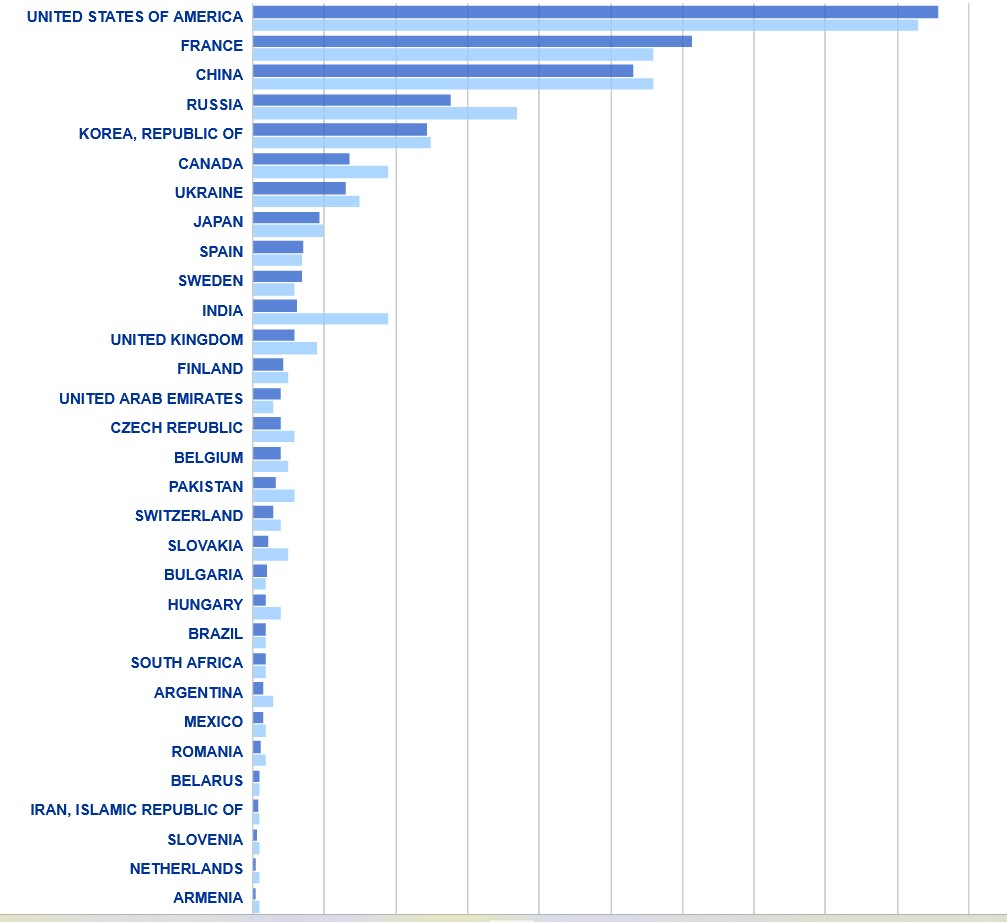 UNITED STATES OF AMERICA
FRANCE
CHINA
RUSSIA
KOREA, REPUBLIC OF
CANADA
UKRAINE
JAPAN
SPAIN
SWEDEN
INDIA
UNITED KINGDOM
FINLAND
UNITED ARAB EMIRATES
CZECH REPUBLIC
BELGIUM
PAKISTAN
SWITZERLAND
SLOVAKIA
BULGARIA
HUNGARY
BRAZIL
SOUTH AFRICA
ARGENTINA
MEXICO
ROMANIA
BELARUS
IRAN, ISLAMIC REPUBLIC OF
SLOVENIA
NETHERLANDS
ARMENIA